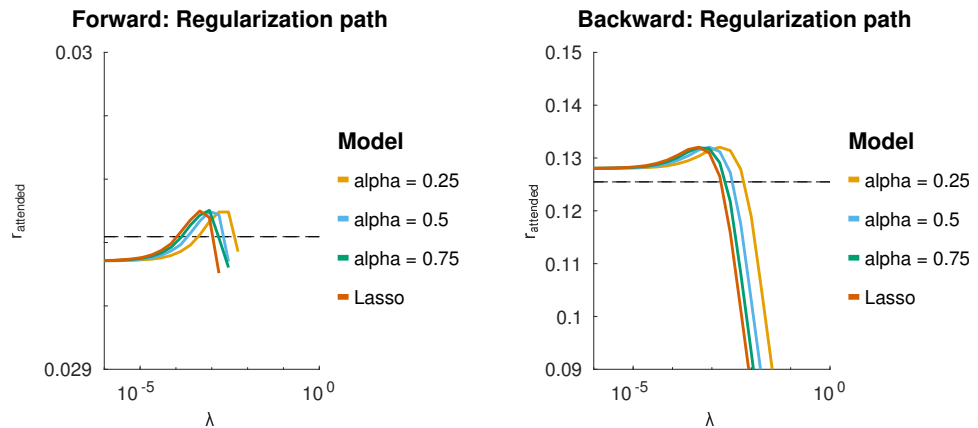 Forward: Regularization path
0.03
0.029
r attended
10^-5
10^0
λ
Model
alpha = 0.25
alpha = 0.5
alpha = 0.75
Lasso
Backward: Regularization path
0.15
0.14
0.13
0.12
0.11
0.1
0.09
r attended
10^-5
10^0
λ
Model
alpha = 0.25
alpha = 0.5
alpha = 0.75
Lasso